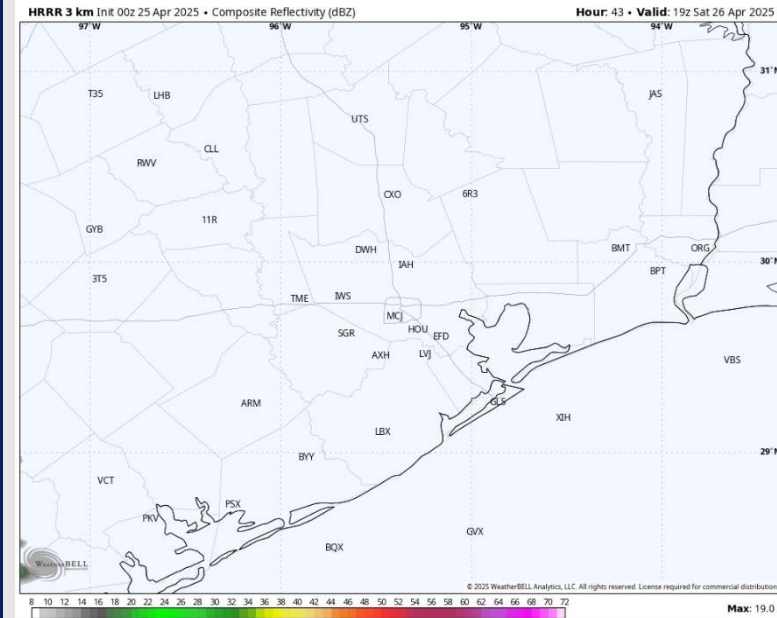 HRRR 3 km Init 00z 25 Apr 2025 • Composite Reflectivity (dBZ) Hour: 43 • Valid: 19z Sat 26 Apr 2025
97°W 96°W 95°W 94°W
31°N
T35 LHB JAS
UTS
CLL
RWV
CXO 6R3
11R
GYB
DWH BMT ORG
IAH 30°N
3T5 BPT
TME IWS
MCJ
SGR HOU EFD
AXH LVJ
VBS
ARM GLS
XIH
LBX
29°N
BYY
VCT
PSX
PKV
GVX
BQX
WeatherBELL
© 2025 WeatherBELL Analytics, LLC. All rights reserved. License required for commercial distribution
8 10 12 14 16 18 20 22 24 26 28 30 32 34 36 38 40 42 44 46 48 50 52 54 56 58 60 62 64 66 68 70 72
Max: 19.0